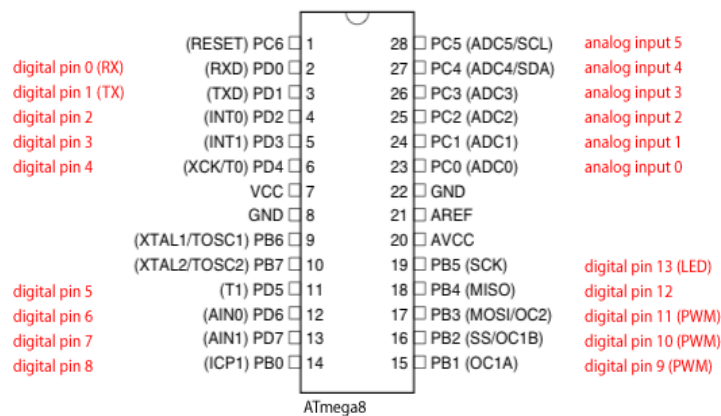 (RESET) PC6 1 28 PC5 (ADC5/SCL) analog input 5
digital pin 0 (RX) (RXD) PD0 2 27 PC4 (ADC4/SDA) analog input 4
digital pin 1 (TX) (TXD) PD1 3 26 PC3 (ADC3) analog input 3
digital pin 2 (INT0) PD2 4 25 PC2 (ADC2) analog input 2
digital pin 3 (INT1) PD3 5 24 PC1 (ADC1) analog input 1
digital pin 4 (XCK/T0) PD4 6 23 PC0 (ADC0) analog input 0
VCC 7 22 GND
GND 8 21 AREF
(XTAL1/TOSC1) PB6 9 20 AVCC
(XTAL2/TOSC2) PB7 10 19 PB5 (SCK) digital pin 13 (LED)
digital pin 5 (T1) PD5 11 18 PB4 (MISO) digital pin 12
digital pin 6 (AIN0) PD6 12 17 PB3 (MOSI/OC2) digital pin 11 (PWM)
digital pin 7 (AIN1) PD7 13 16 PB2 (SS/OC1B) digital pin 10 (PWM)
digital pin 8 (ICP1) PB0 14 15 PB1 (OC1A) digital pin 9 (PWM)
ATmega8